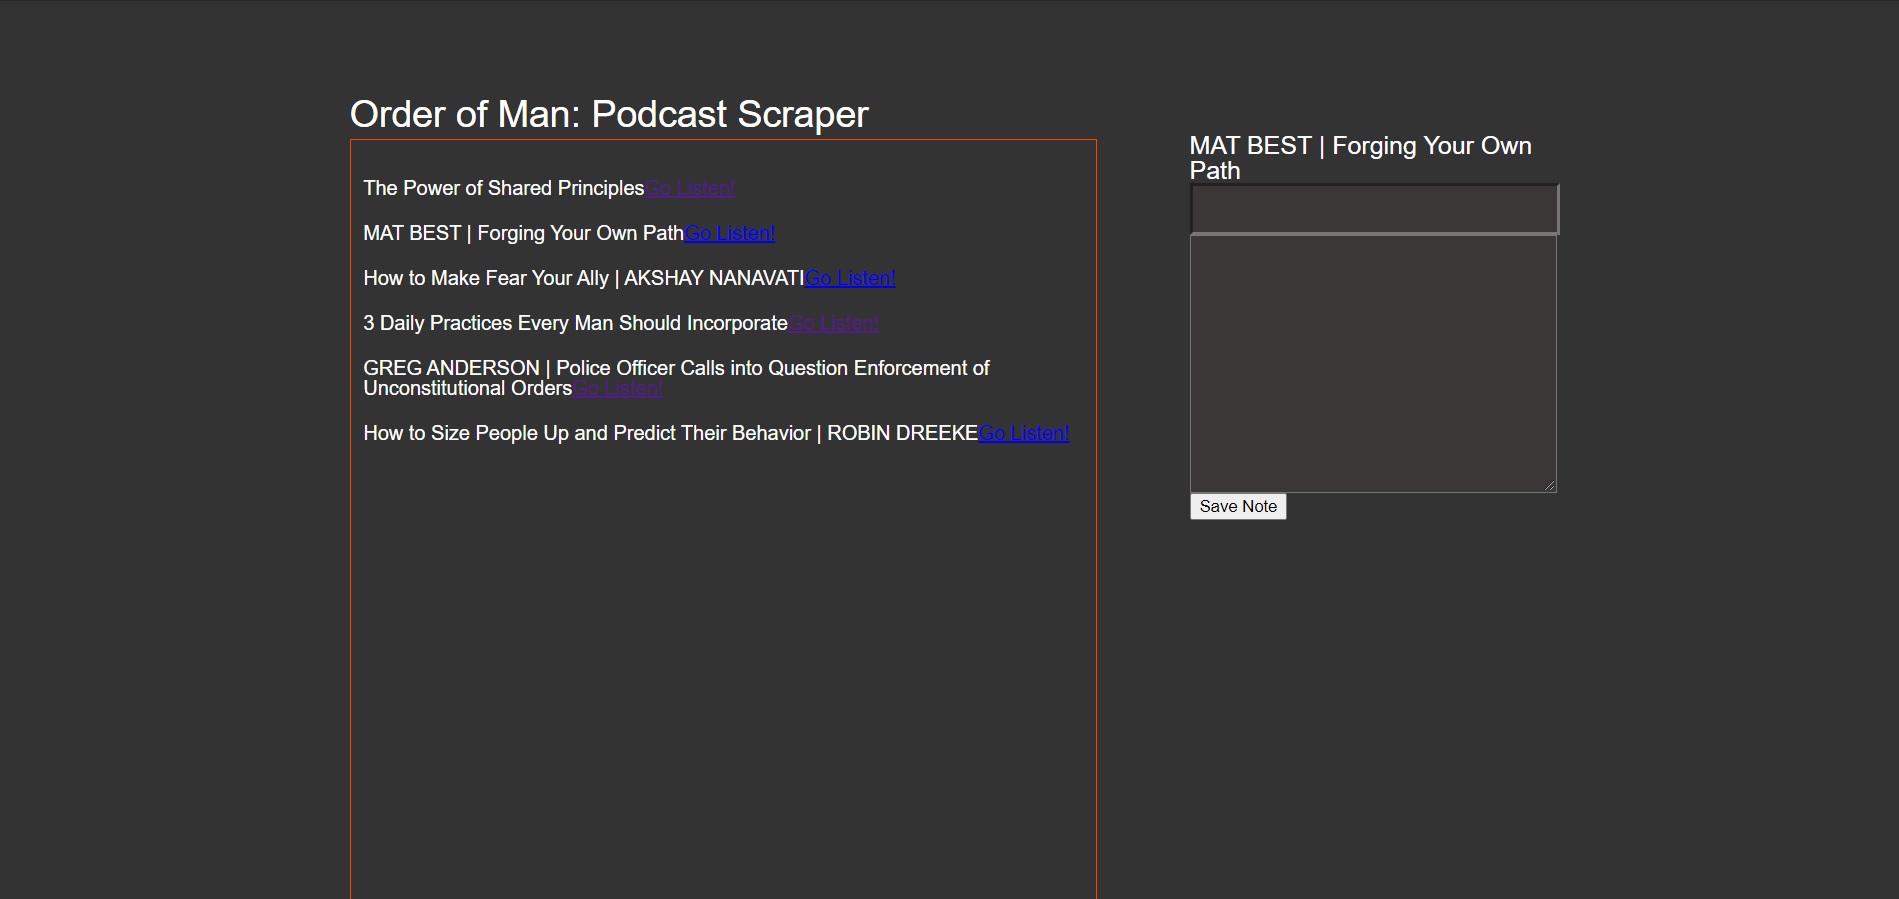 Order of Man: Podcast Scraper
The Power of Shared PrinciplesGo Listen!
MAT BEST | Forging Your Own PathGo Listen!
How to Make Fear Your Ally | AKSHAY NANAVATIGo Listen!
3 Daily Practices Every Man Should IncorporateGo Listen!
GREG ANDERSON | Police Officer Calls into Question Enforcement of
Unconstitutional OrdersGo Listen!
How to Size People Up and Predict Their Behavior | ROBIN DREEKEGo Listen!
MAT BEST | Forging Your Own
Path
Save Note